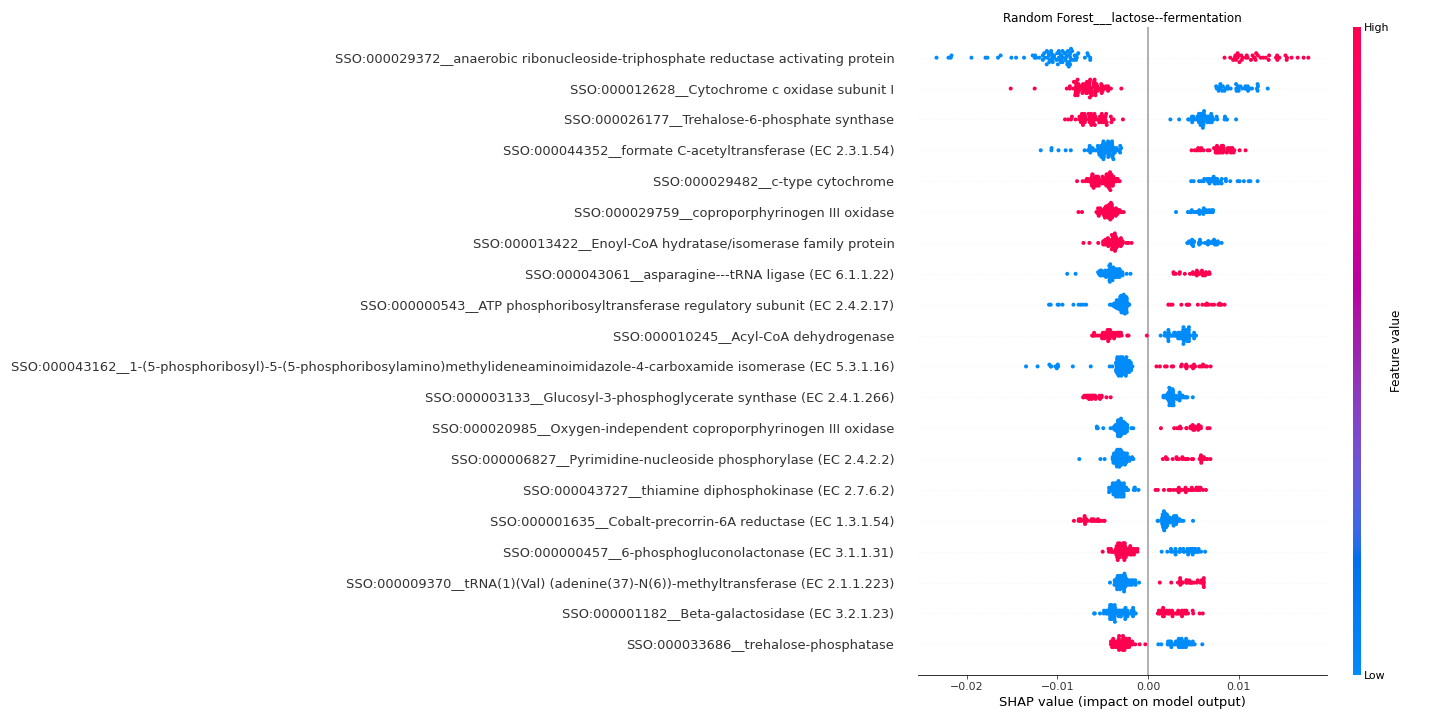 Random Forest___lactose--fermentation
High
SSO:000029372__anaerobic ribonucleoside-triphosphate reductase activating protein
SSO:000012628__Cytochrome c oxidase subunit I
SSO:000026177__Trehalose-6-phosphate synthase
SSO:000044352__formate C-acetyltransferase (EC 2.3.1.54)
SSO:000029482__c-type cytochrome
SSO:000029759__coproporphyrinogen III oxidase
SSO:000013422__Enoyl-CoA hydratase/isomerase family protein
SSO:000043061__asparagine---tRNA ligase (EC 6.1.1.22)
SSO:000000543__ATP phosphoribosyltransferase regulatory subunit (EC 2.4.2.17)
SSO:000010245__Acyl-CoA dehydrogenase
SSO:000043162__1-(5-phosphoribosyl)-5-(5-phosphoribosylamino)methylideneaminoimidazole-4-carboxamide isomerase (EC 5.3.1.16)
SSO:000003133__Glucosyl-3-phosphoglycerate synthase (EC 2.4.1.266)
SSO:000020985__Oxygen-independent coproporphyrinogen III oxidase
SSO:000006827__Pyrimidine-nucleoside phosphorylase (EC 2.4.2.2)
SSO:000043727__thiamine diphosphokinase (EC 2.7.6.2)
SSO:000001635__Cobalt-precorrin-6A reductase (EC 1.3.1.54)
SSO:000000457__6-phosphogluconolactonase (EC 3.1.1.31)
SSO:000009370__tRNA(1)(Val) (adenine(37)-N(6))-methyltransferase (EC 2.1.1.223)
SSO:000001182__Beta-galactosidase (EC 3.2.1.23)
SSO:000033686__trehalose-phosphatase
Feature value
Low
−0.02 −0.01 0.00 0.01
SHAP value (impact on model output)